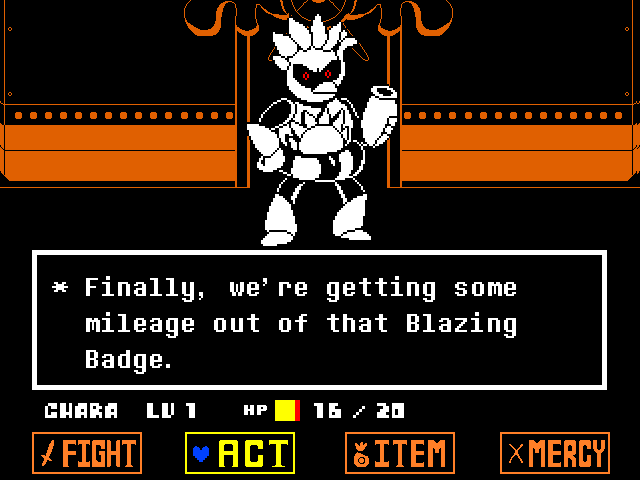 * Finally, we're getting some
mileage out of that Blazing
Badge.
CHARA LV 1 HP 16 / 20
FIGHT ACT ITEM MERCY